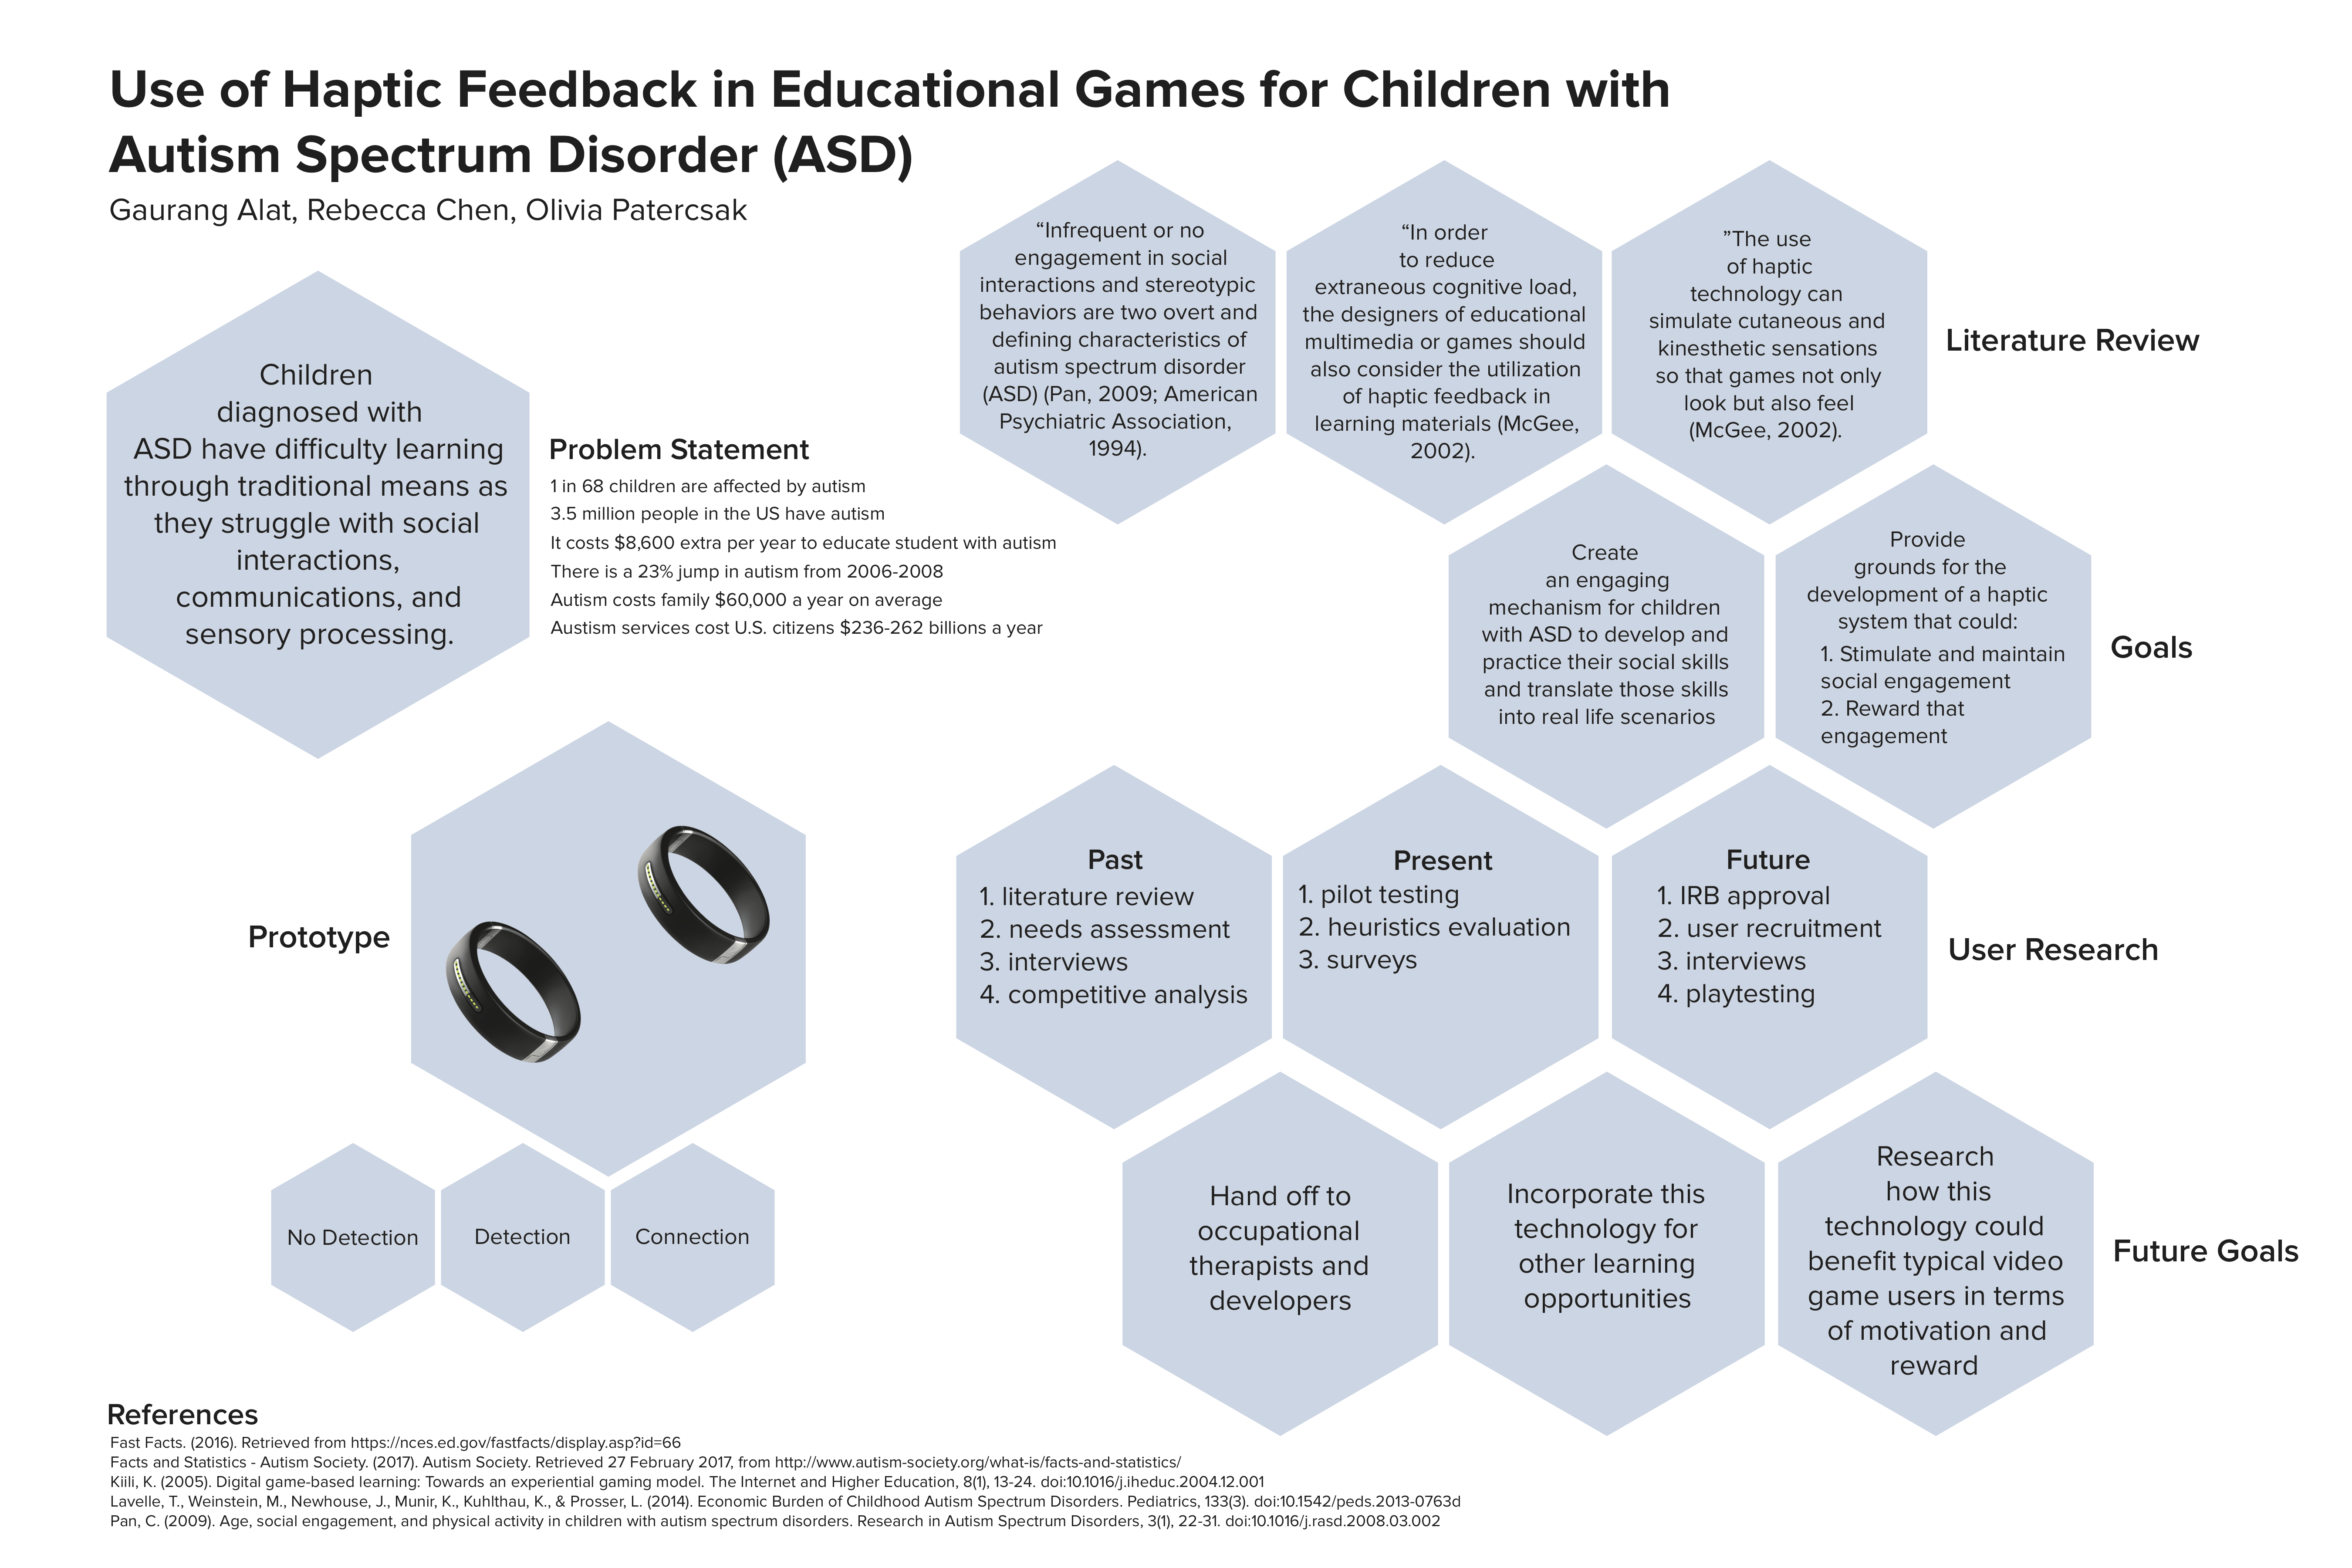 Use of Haptic Feedback in Educational Games for Children with
Autism Spectrum Disorder (ASD)
Gaurang Alat, Rebecca Chen, Olivia Patercsak
Children
diagnosed with
ASD have difficulty learning
through traditional means as
they struggle with social
interactions,
communications, and
sensory processing.
Problem Statement
1 in 68 children are affected by autism
3.5 million people in the US have autism
It costs $8,600 extra per year to educate student with autism
There is a 23% jump in autism from 2006-2008
Autism costs family $60,000 a year on average
Austism services cost U.S. citizens $236-262 billions a year
“Infrequent or no
engagement in social
interactions and stereotypic
behaviors are two overt and
defining characteristics of
autism spectrum disorder
(ASD) (Pan, 2009; American
Psychiatric Association,
1994).
“In order
to reduce
extraneous cognitive load,
the designers of educational
multimedia or games should
also consider the utilization
of haptic feedback in
learning materials (McGee,
2002).
”The use
of haptic
technology can
simulate cutaneous and
kinesthetic sensations
so that games not only
look but also feel
(McGee, 2002).
Literature Review
Create
an engaging
mechanism for children
with ASD to develop and
practice their social skills
and translate those skills
into real life scenarios
Provide
grounds for the
development of a haptic
system that could:
1. Stimulate and maintain
social engagement
2. Reward that
engagement
Goals
Prototype
No Detection
Detection
Connection
Past
1. literature review
2. needs assessment
3. interviews
4. competitive analysis
Present
1. pilot testing
2. heuristics evaluation
3. surveys
Future
1. IRB approval
2. user recruitment
3. interviews
4. playtesting
User Research
Hand off to
occupational
therapists and
developers
Incorporate this
technology for
other learning
opportunities
Research
how this
technology could
benefit typical video
game users in terms
of motivation and
reward
Future Goals
References
Fast Facts. (2016). Retrieved from https://nces.ed.gov/fastfacts/display.asp?id=66
Facts and Statistics - Autism Society. (2017). Autism Society. Retrieved 27 February 2017, from http://www.autism-society.org/what-is/facts-and-statistics/
Kiili, K. (2005). Digital game-based learning: Towards an experiential gaming model. The Internet and Higher Education, 8(1), 13-24. doi:10.1016/j.iheduc.2004.12.001
Lavelle, T., Weinstein, M., Newhouse, J., Munir, K., Kuhlthau, K., & Prosser, L. (2014). Economic Burden of Childhood Autism Spectrum Disorders. Pediatrics, 133(3). doi:10.1542/peds.2013-0763d
Pan, C. (2009). Age, social engagement, and physical activity in children with autism spectrum disorders. Research in Autism Spectrum Disorders, 3(1), 22-31. doi:10.1016/j.rasd.2008.03.002